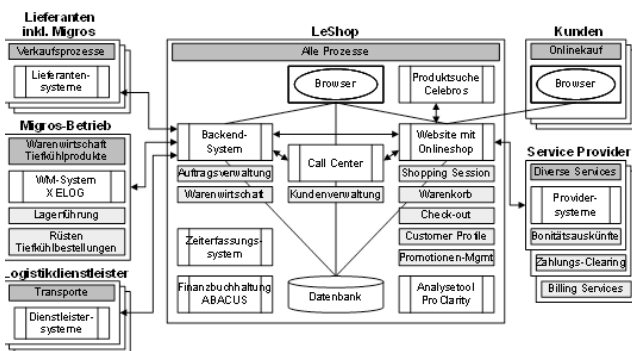 Lieferanten
inkl. Migros
Verkaufsprozesse
Lieferanten-
systeme
Migros-Betrieb
Warenwirtschaft
Tiefkühlprodukte
WM-System
XELOG
Lagerführung
Rüsten
Tiefkühlbestellungen
Logistikdienstleister
Transporte
Dienstleister-
systeme
LeShop
Alle Prozesse
Browser
Produktsuche
Celebros
Backend-
System
Call Center
Website mit
Onlineshop
Auftragsverwaltung
Warenwirtschaft
Kundenverwaltung
Shopping Session
Warenkorb
Check-out
Customer Profile
Promotionen-Mgmt
Zeiterfassungs-
system
Finanzbuchhaltung
ABACUS
Datenbank
Analysetool
ProClarity
Kunden
Onlinekauf
Browser
Service Provider
Diverse Services
Provider-
systeme
Bonitätsauskünfte
Zahlungs-Clearing
Billing Services